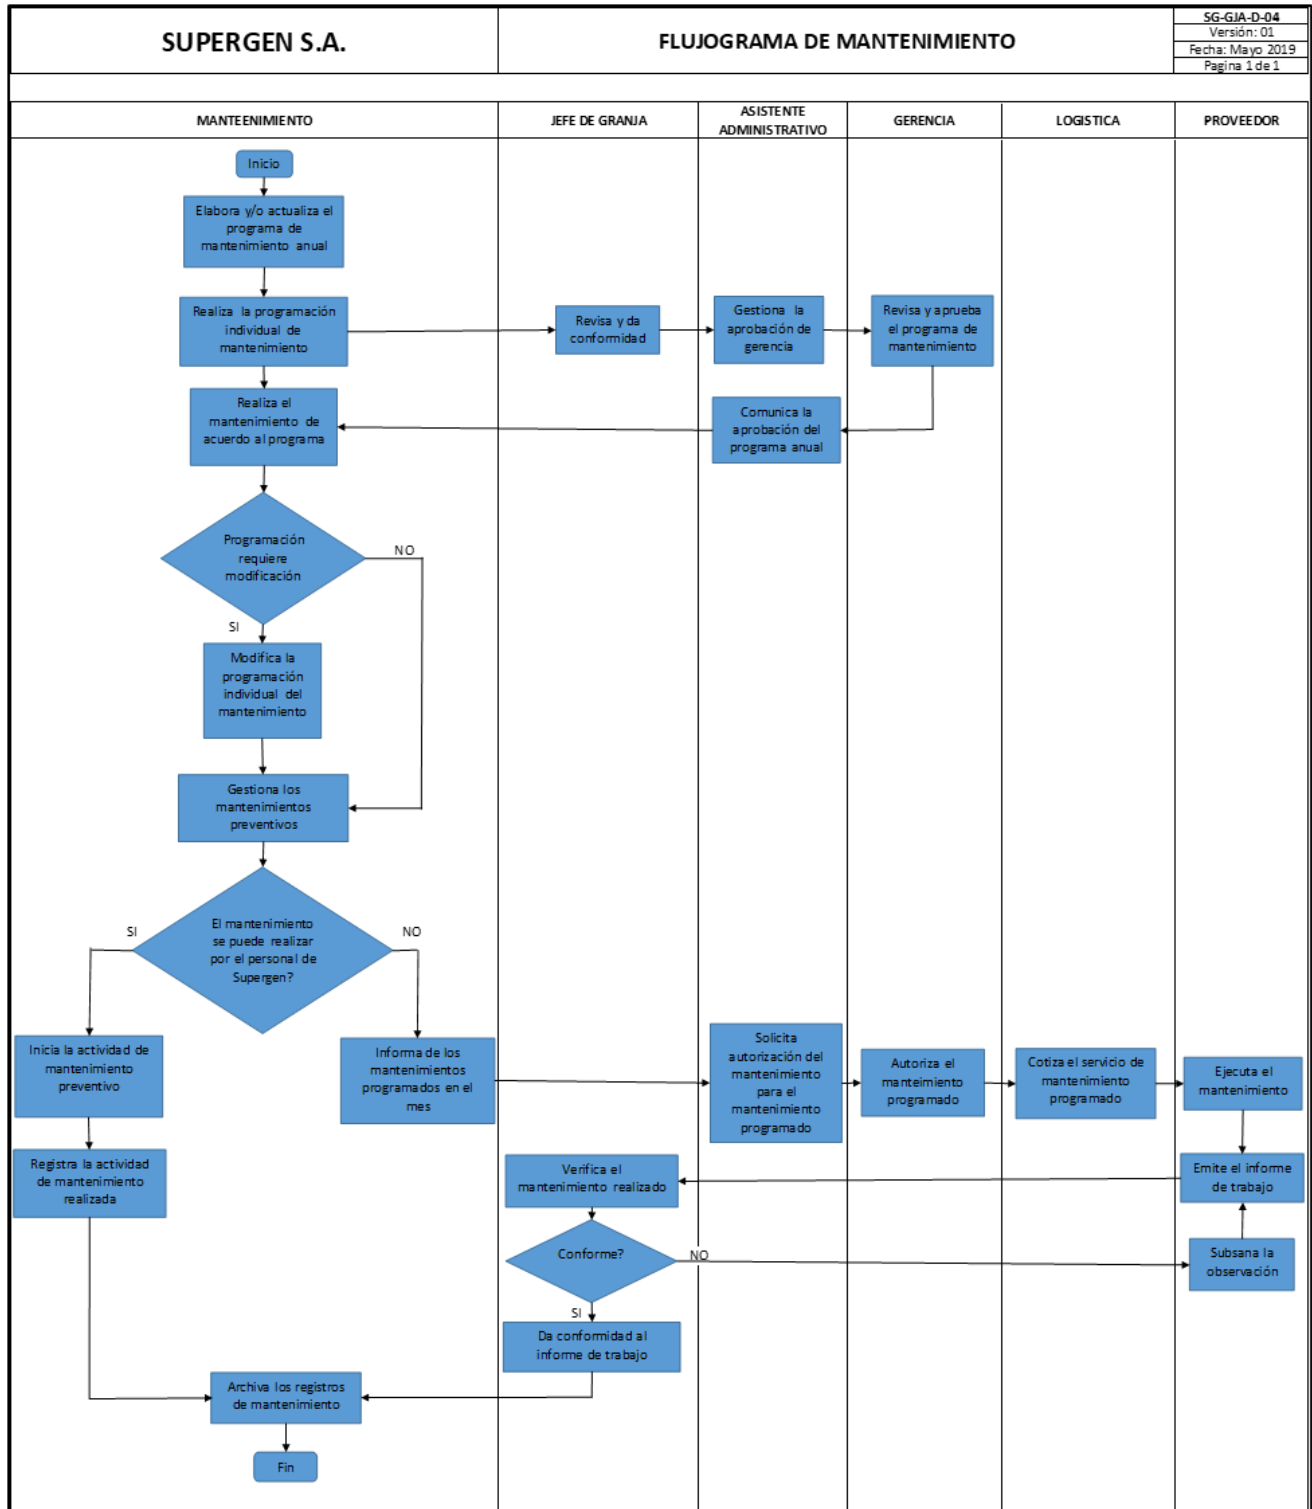 SUPERGEN S.A.
FLUJOGRAMA DE MANTENIMIENTO
SG-GJA-D-04
Versión: 01
Fecha: Mayo 2019
Pagina 1 de 1
MANTEENIMIENTO
JEFE DE GRANJA
ASISTENTE
ADMINISTRATIVO
GERENCIA
LOGISTICA
PROVEEDOR
Inicio
Elabora y/o actualiza el
programa de
mantenimiento anual
Realiza la programación
individual de
mantenimiento
Revisa y da
conformidad
Gestiona la
aprobación de
gerencia
Revisa y aprueba
el programa de
mantenimiento
Realiza el
mantenimiento de
acuerdo al programa
Comunica la
aprobación del
programa anual
Programación
requiere
modificación
NO
SI
Modifica la
programación
individual del
mantenimiento
Gestiona los
mantenimientos
preventivos
El mantenimiento
se puede realizar
por el personal de
Supergen?
SI
NO
Inicia la actividad de
mantenimiento
preventivo
Informa de los
mantenimientos
programados en el
mes
Solicita
autorización del
mantenimiento
para el
mantenimiento
programado
Autoriza el
manteimiento
programado
Cotiza el servicio de
mantenimiento
programado
Ejecuta el
mantenimiento
Registra la actividad
de mantenimiento
realizada
Verifica el
mantenimiento realizado
Emite el informe
de trabajo
Conforme?
NO
Subsana la
observación
SI
Da conformidad al
informe de trabajo
Archiva los registros
de mantenimiento
Fin